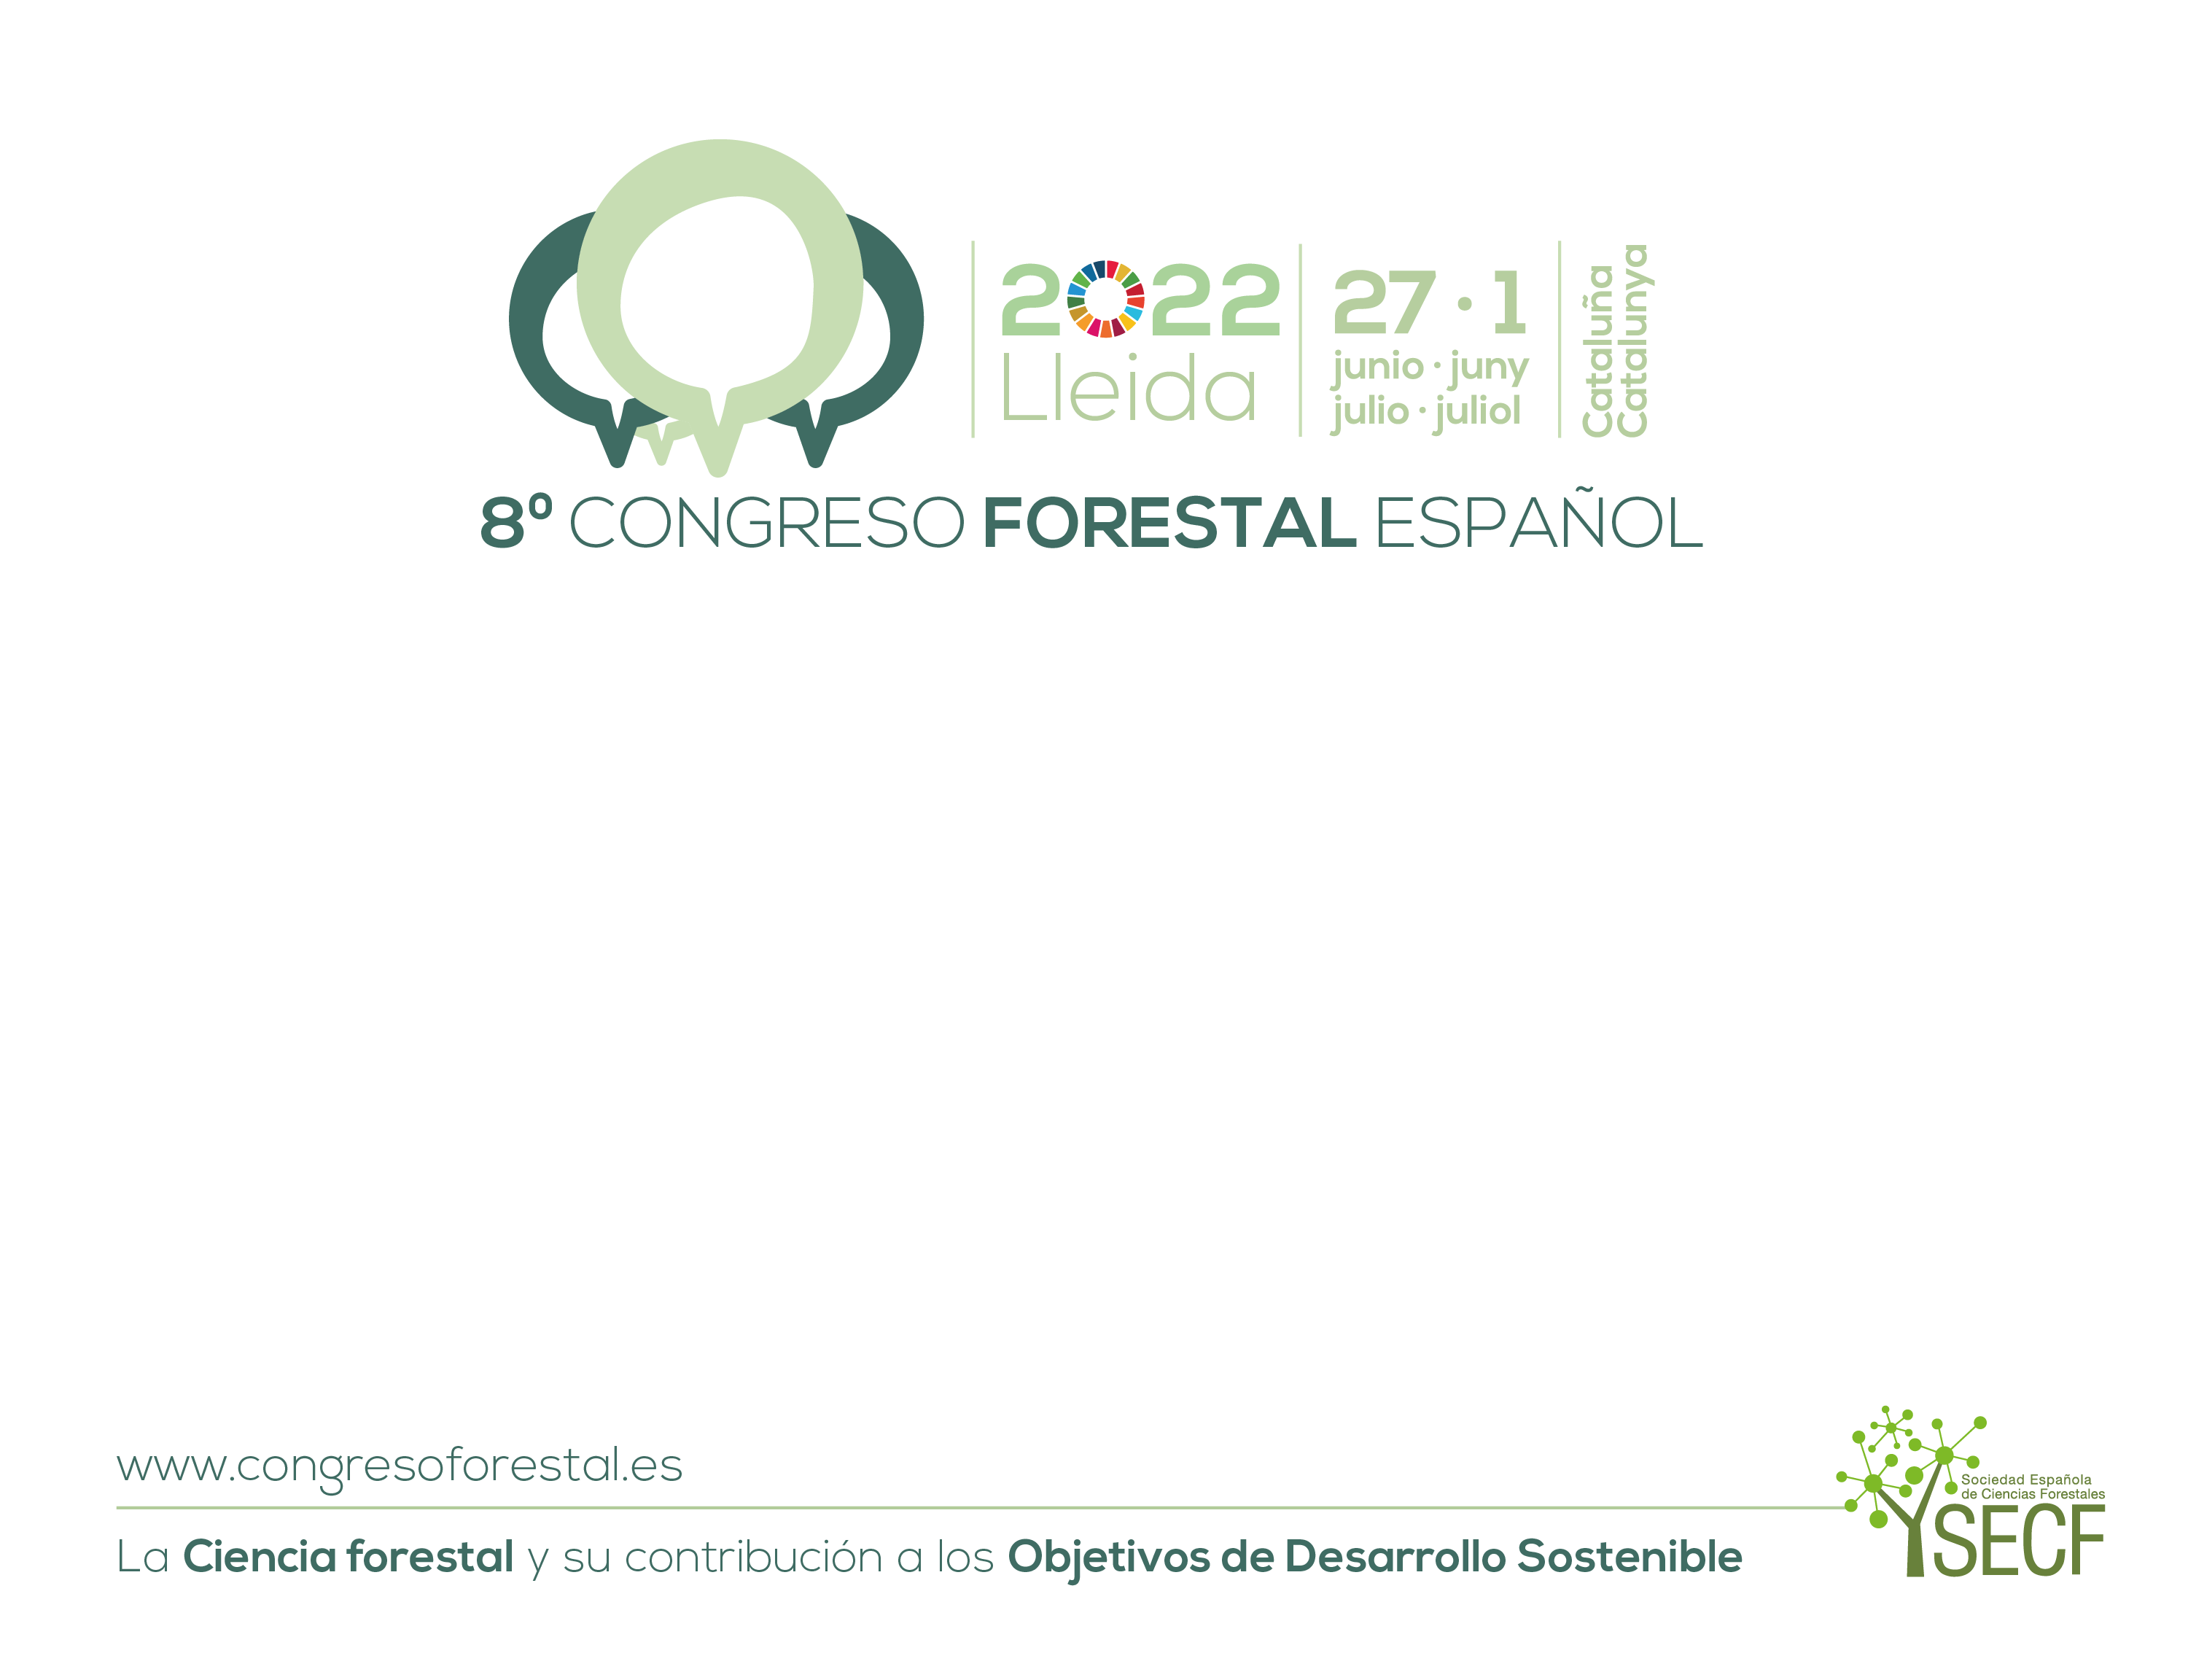 2022
Lleida
27·1
junio·juny
julio·juliol
Cataluña
Catalunya
8º CONGRESO FORESTAL ESPAÑOL
www.congresoforestal.es
La Ciencia forestal y su contribución a los Objetivos de Desarrollo Sostenible
Sociedad Española
de Ciencias Forestales
SECF